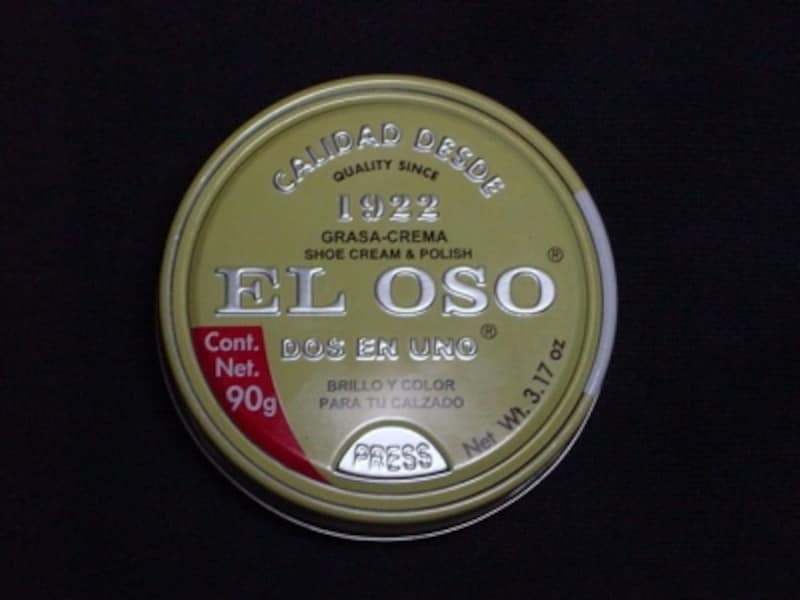 CALIDAD DESDE
QUALITY SINCE
1922
GRASA-CREMA
SHOE CREAM & POLISH
EL OSO®
DOS EN UNO®
Cont.
Net.
90g
BRILLO Y COLOR
PARA TU CALZADO
Net Wt. 3.17 oz
PRESS